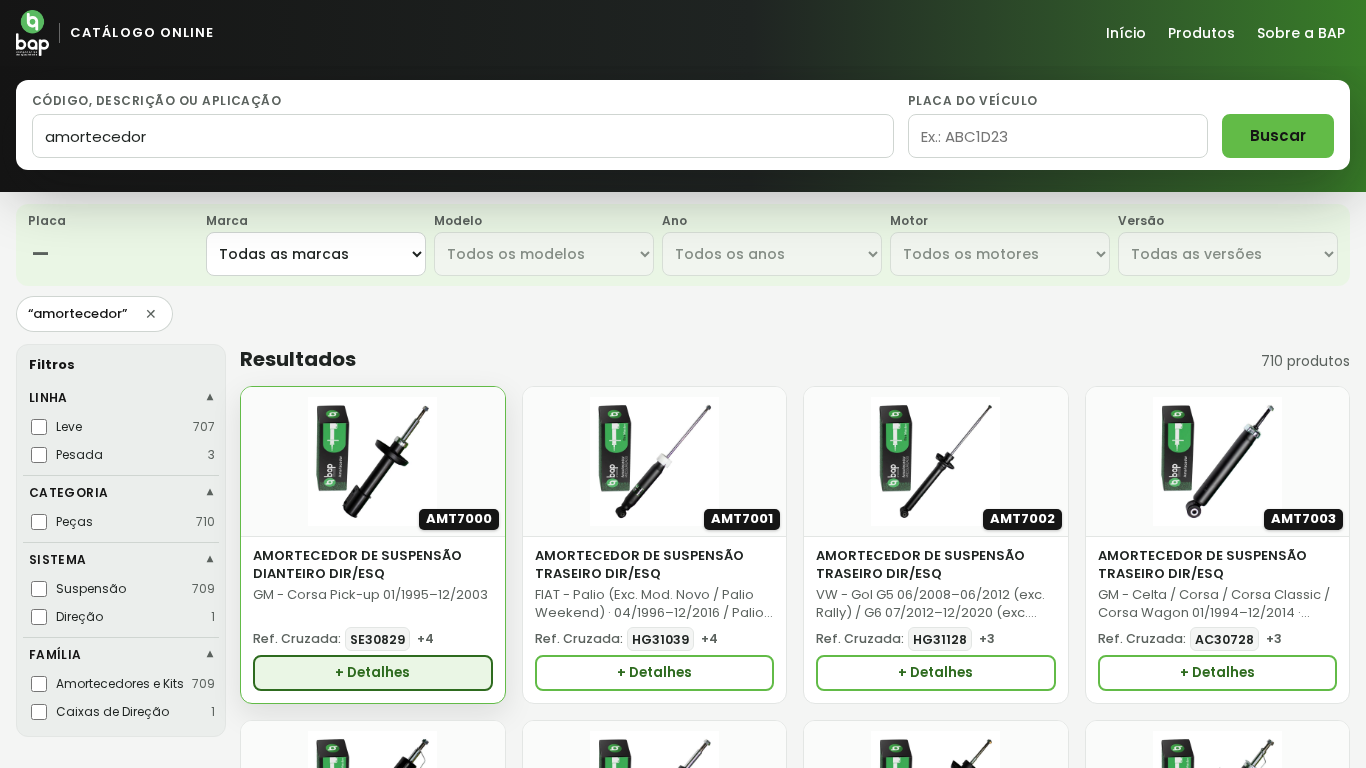 bap
CATÁLOGO ONLINE
Início
Produtos
Sobre a BAP
CÓDIGO, DESCRIÇÃO OU APLICAÇÃO
PLACA DO VEÍCULO
amortecedor
Ex.: ABC1D23
Buscar
Placa
Marca
Modelo
Ano
Motor
Versão
—
Todas as marcas
Todos os modelos
Todos os anos
Todos os motores
Todas as versões
“amortecedor” ✕
Filtros
LINHA ▲
Leve 707
Pesada 3
CATEGORIA ▲
Peças 710
SISTEMA ▲
Suspensão 709
Direção 1
FAMÍLIA ▲
Amortecedores e Kits 709
Caixas de Direção 1
Resultados
710 produtos
bap
AMT7000
AMORTECEDOR DE SUSPENSÃO
DIANTEIRO DIR/ESQ
GM - Corsa Pick-up 01/1995–12/2003
Ref. Cruzada: SE30829 +4
+ Detalhes
bap
AMT7001
AMORTECEDOR DE SUSPENSÃO
TRASEIRO DIR/ESQ
FIAT - Palio (Exc. Mod. Novo / Palio
Weekend) · 04/1996–12/2016 / Palio...
Ref. Cruzada: HG31039 +4
+ Detalhes
bap
AMT7002
AMORTECEDOR DE SUSPENSÃO
TRASEIRO DIR/ESQ
VW - Gol G5 06/2008–06/2012 (exc.
Rally) / G6 07/2012–12/2020 (exc....
Ref. Cruzada: HG31128 +3
+ Detalhes
bap
AMT7003
AMORTECEDOR DE SUSPENSÃO
TRASEIRO DIR/ESQ
GM - Celta / Corsa / Corsa Classic /
Corsa Wagon 01/1994–12/2014 ·...
Ref. Cruzada: AC30728 +3
+ Detalhes